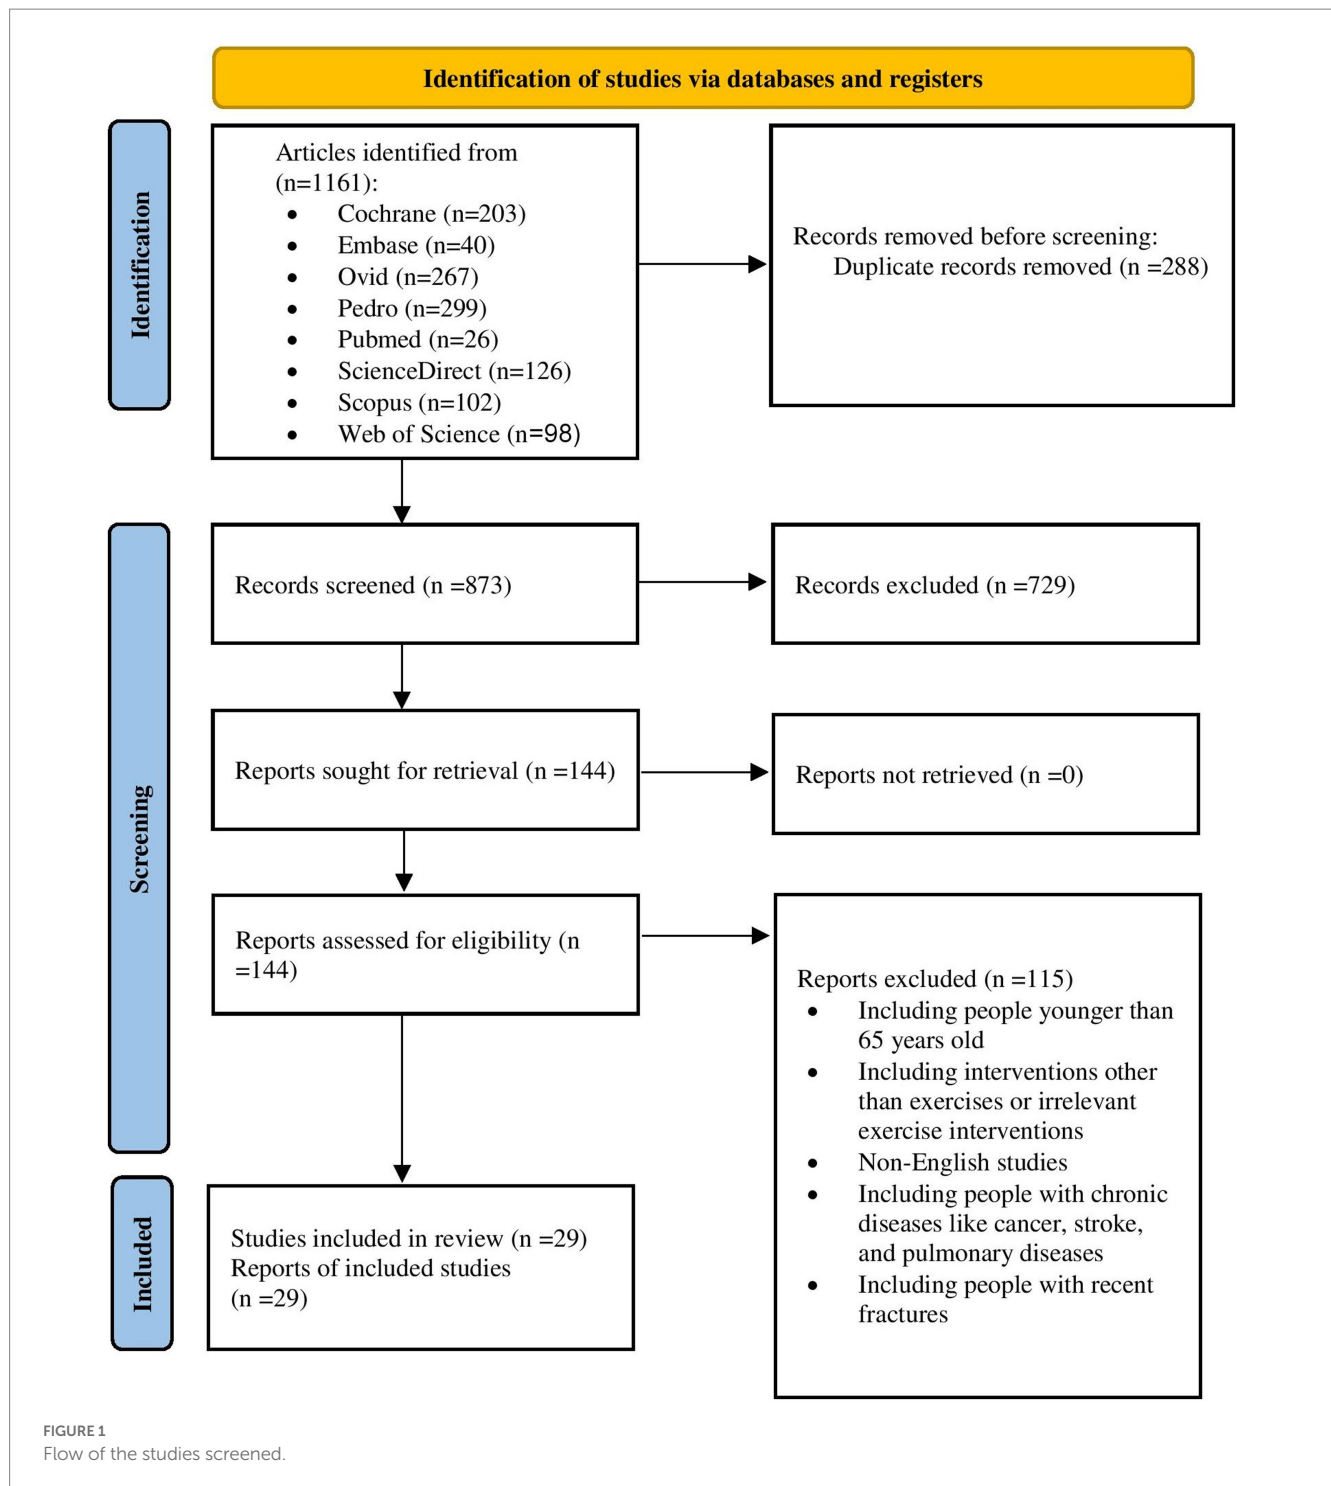 Identification of studies via databases and registers
Identification
Articles identified from
(n=1161):
• Cochrane (n=203)
• Embase (n=40)
• Ovid (n=267)
• Pedro (n=299)
• Pubmed (n=26)
• ScienceDirect (n=126)
• Scopus (n=102)
• Web of Science (n=98)
Records removed before screening:
Duplicate records removed (n =288)
Screening
Records screened (n =873)
Records excluded (n =729)
Reports sought for retrieval (n =144)
Reports not retrieved (n =0)
Reports assessed for eligibility (n
=144)
Reports excluded (n =115)
• Including people younger than
65 years old
• Including interventions other
than exercises or irrelevant
exercise interventions
• Non-English studies
• Including people with chronic
diseases like cancer, stroke,
and pulmonary diseases
• Including people with recent
fractures
Included
Studies included in review (n =29)
Reports of included studies
(n =29)
FIGURE 1
Flow of the studies screened.